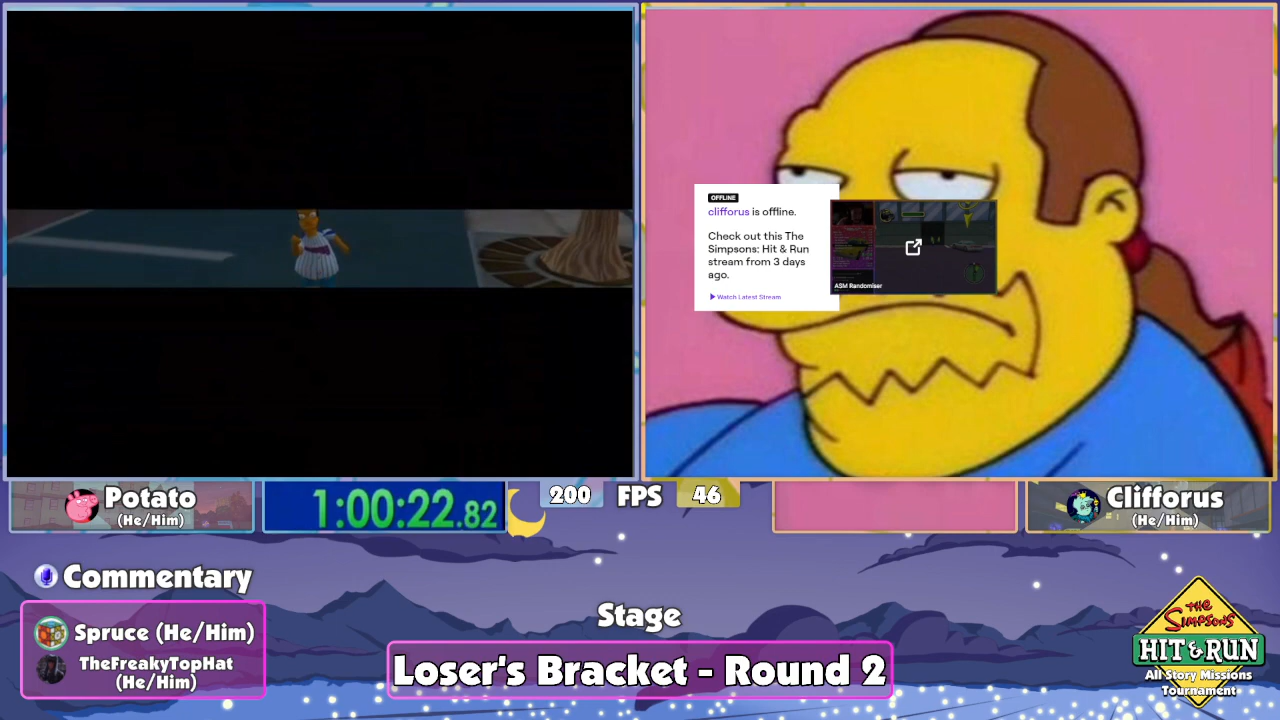 OFFLINE
clifforus is offline.
Check out this The
Simpsons: Hit & Run
stream from 3 days
ago.
Watch Latest Stream
ASM Randomiser
Potato
(He/Him)
1:00:22.82
200 FPS 46
Clifforus
(He/Him)
Commentary
Spruce (He/Him)
TheFreakyTopHat
(He/Him)
Stage
Loser's Bracket - Round 2
THE
SIMPSONS
HIT & RUN
All Story Missions
Tournament